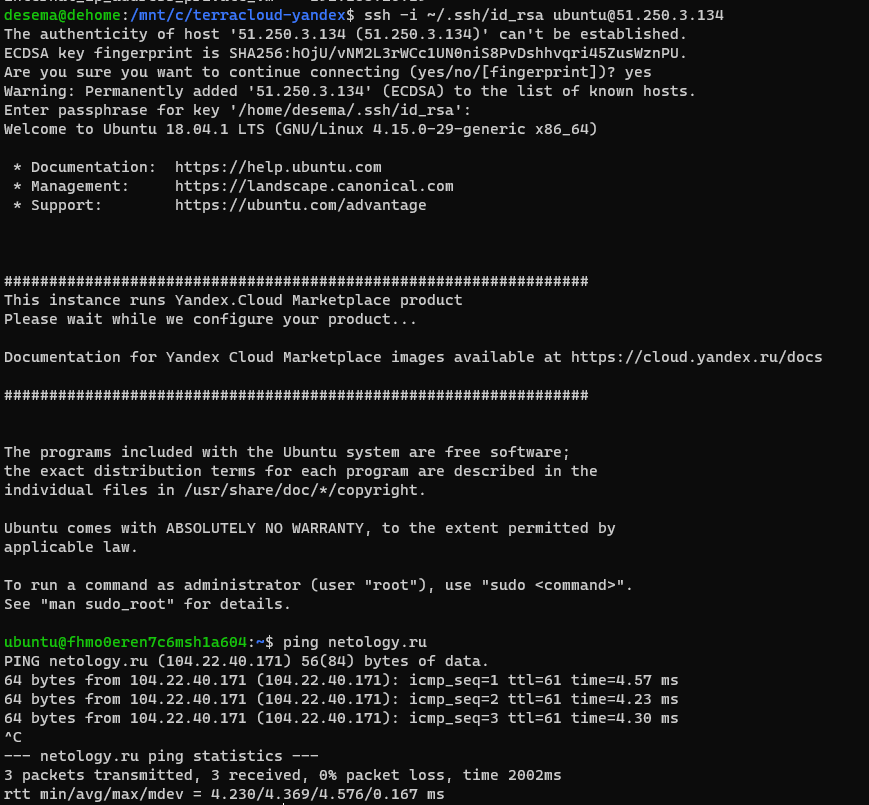 desema@dehome:/mnt/c/terracloud-yandex$ ssh -i ~/.ssh/id_rsa ubuntu@51.250.3.134
The authenticity of host '51.250.3.134 (51.250.3.134)' can't be established.
ECDSA key fingerprint is SHA256:hOjU/vNM2L3rWCc1UN0niS8PvDshhvqri45ZusWznPU.
Are you sure you want to continue connecting (yes/no/[fingerprint])? yes
Warning: Permanently added '51.250.3.134' (ECDSA) to the list of known hosts.
Enter passphrase for key '/home/desema/.ssh/id_rsa':
Welcome to Ubuntu 18.04.1 LTS (GNU/Linux 4.15.0-29-generic x86_64)
 * Documentation:  https://help.ubuntu.com
 * Management:     https://landscape.canonical.com
 * Support:        https://ubuntu.com/advantage
#################################################################
This instance runs Yandex.Cloud Marketplace product
Please wait while we configure your product...
Documentation for Yandex Cloud Marketplace images available at https://cloud.yandex.ru/docs
#################################################################
The programs included with the Ubuntu system are free software;
the exact distribution terms for each program are described in the
individual files in /usr/share/doc/*/copyright.
Ubuntu comes with ABSOLUTELY NO WARRANTY, to the extent permitted by
applicable law.
To run a command as administrator (user "root"), use "sudo <command>".
See "man sudo_root" for details.
ubuntu@fhmo0eren7c6msh1a604:~$ ping netology.ru
PING netology.ru (104.22.40.171) 56(84) bytes of data.
64 bytes from 104.22.40.171 (104.22.40.171): icmp_seq=1 ttl=61 time=4.57 ms
64 bytes from 104.22.40.171 (104.22.40.171): icmp_seq=2 ttl=61 time=4.23 ms
64 bytes from 104.22.40.171 (104.22.40.171): icmp_seq=3 ttl=61 time=4.30 ms
^C
--- netology.ru ping statistics ---
3 packets transmitted, 3 received, 0% packet loss, time 2002ms
rtt min/avg/max/mdev = 4.230/4.369/4.576/0.167 ms